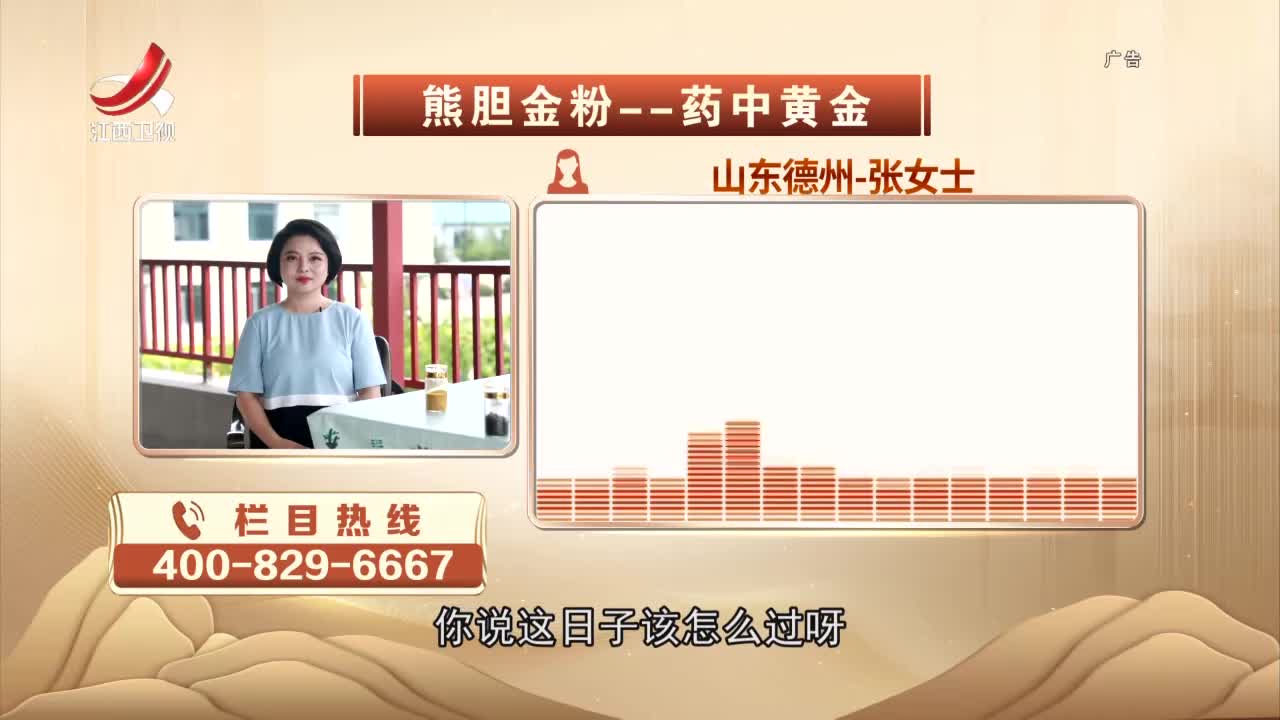 江西卫视
广告
熊胆金粉--药中黄金
山东德州-张女士
栏目热线
400-829-6667
你说这日子该怎么过呀